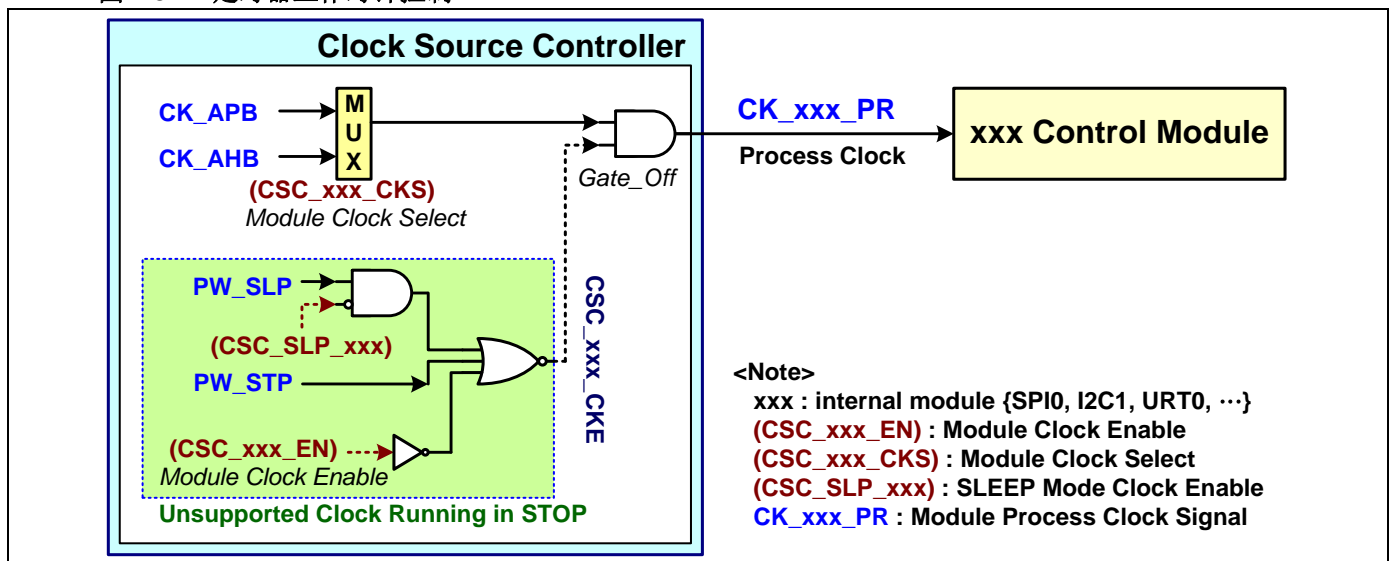 Clock Source Controller
CK_APB
CK_AHB
M
U
X
(CSC_xxx_CKS)
Module Clock Select
Gate_Off
CK_xxx_PR
Process Clock
xxx Control Module
PW_SLP
(CSC_SLP_xxx)
PW_STP
(CSC_xxx_EN)
Module Clock Enable
Unsupported Clock Running in STOP
CSC_xxx_CKE
<Note>
xxx : internal module {SPI0, I2C1, URT0, ⋯}
(CSC_xxx_EN) : Module Clock Enable
(CSC_xxx_CKS) : Module Clock Select
(CSC_SLP_xxx) : SLEEP Mode Clock Enable
CK_xxx_PR : Module Process Clock Signal